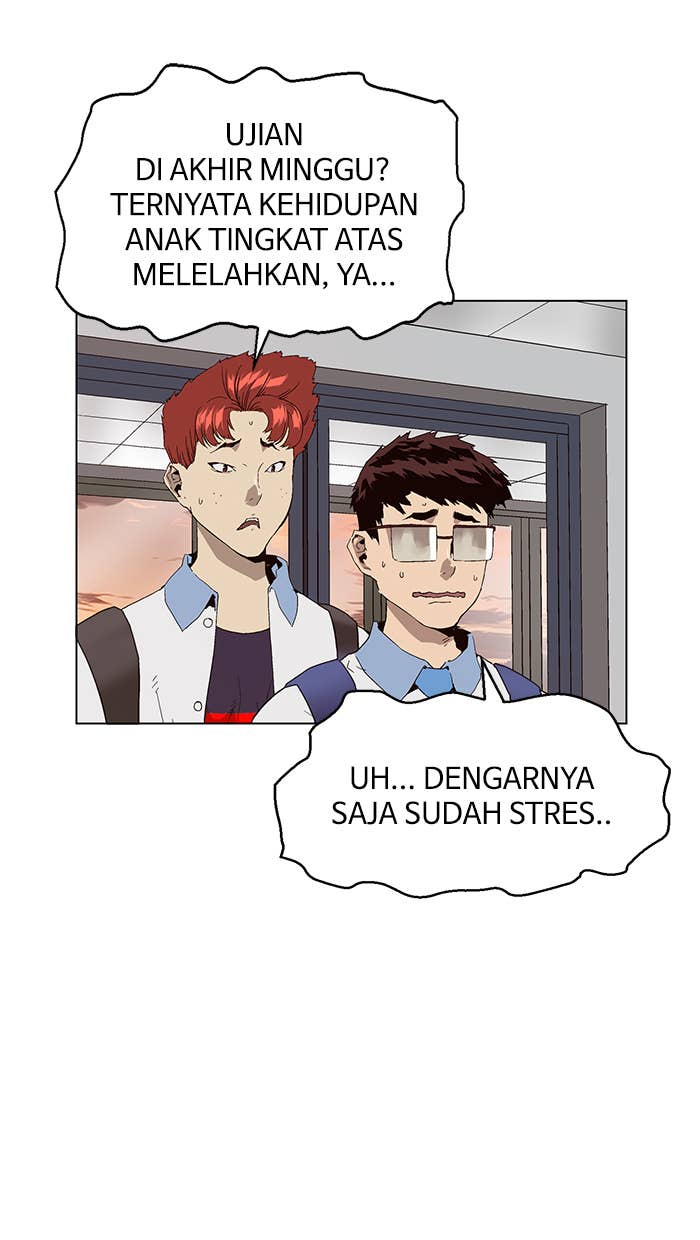 UJIAN
DI AKHIR MINGGU?
TERNYATA KEHIDUPAN
ANAK TINGKAT ATAS
MELELAHKAN, YA...
UH... DENGARNYA
SAJA SUDAH STRES..